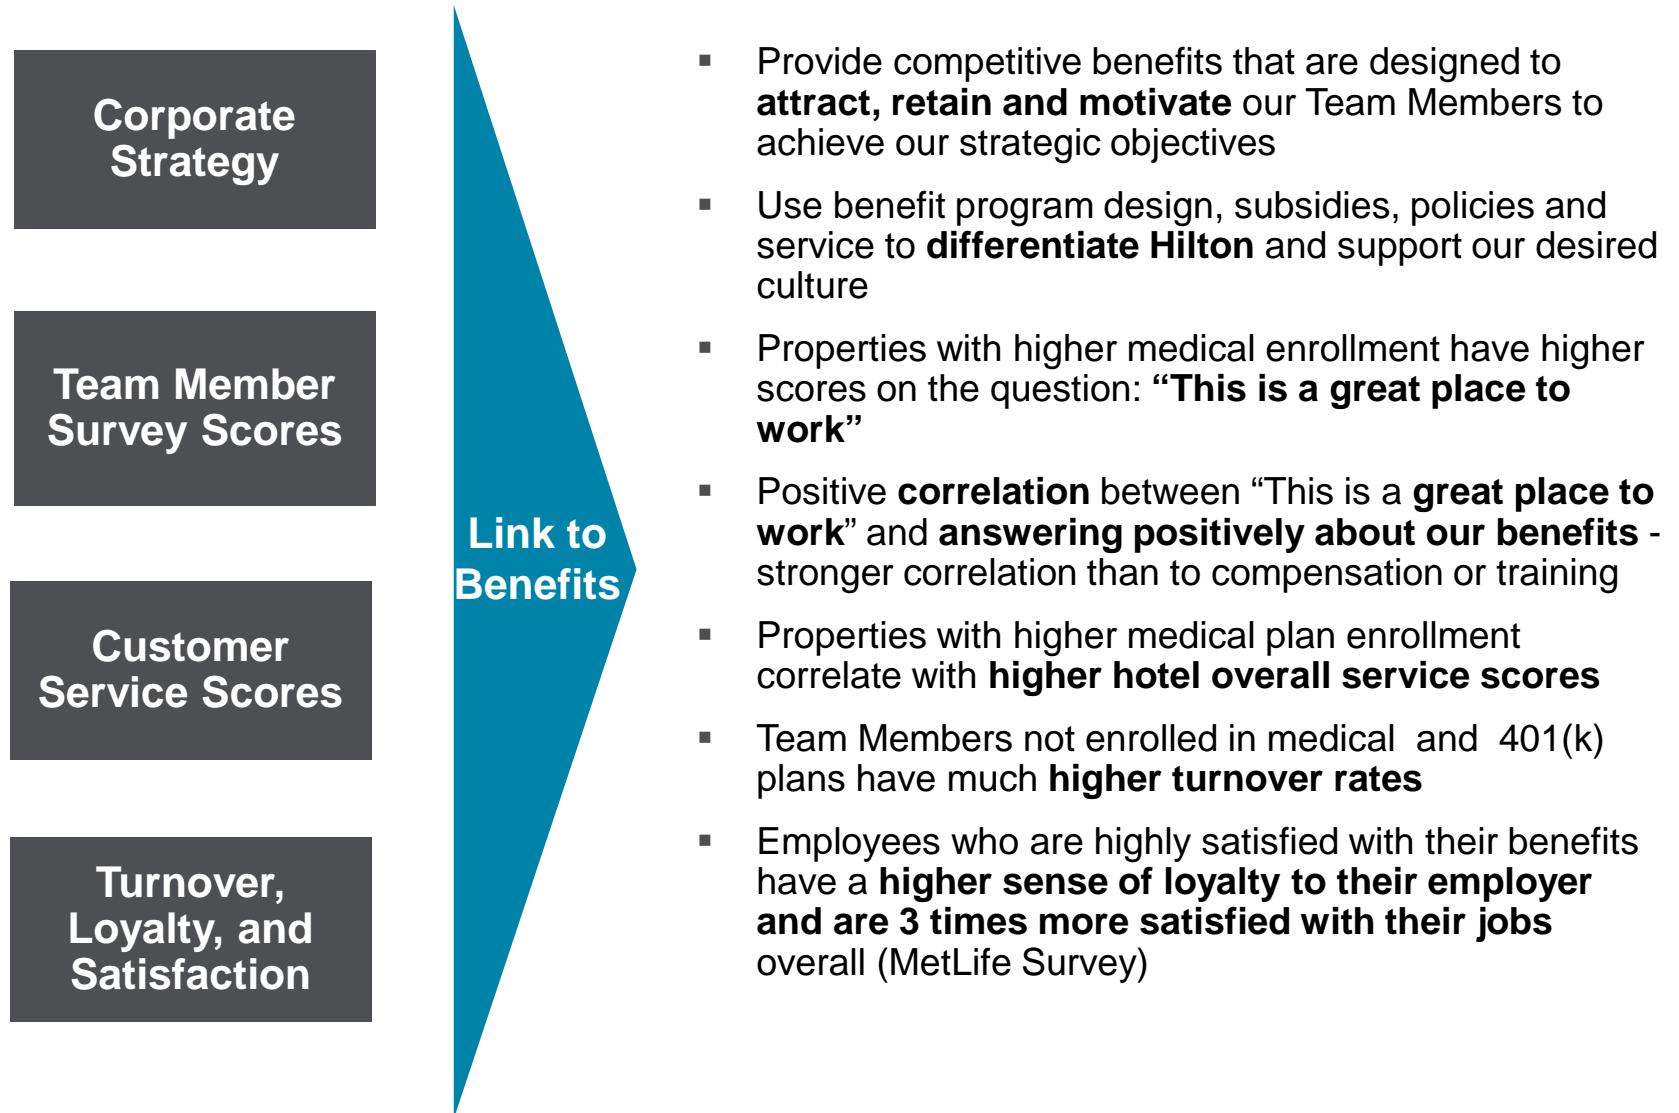 Corporate
Strategy
Team Member
Survey Scores
Customer
Service Scores
Turnover,
Loyalty, and
Satisfaction
Link to
Benefits
▪ Provide competitive benefits that are designed to
attract, retain and motivate our Team Members to
achieve our strategic objectives
▪ Use benefit program design, subsidies, policies and
service to differentiate Hilton and support our desired
culture
▪ Properties with higher medical enrollment have higher
scores on the question: “This is a great place to
work”
▪ Positive correlation between “This is a great place to
work” and answering positively about our benefits -
stronger correlation than to compensation or training
▪ Properties with higher medical plan enrollment
correlate with higher hotel overall service scores
▪ Team Members not enrolled in medical and 401(k)
plans have much higher turnover rates
▪ Employees who are highly satisfied with their benefits
have a higher sense of loyalty to their employer
and are 3 times more satisfied with their jobs
overall (MetLife Survey)